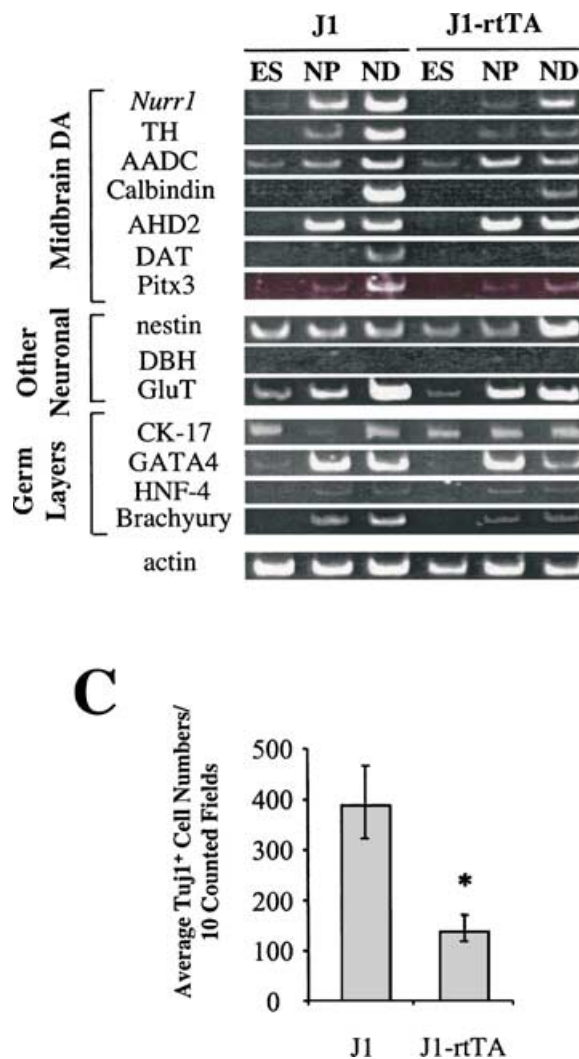 J1 J1-rtTA
ES NP ND ES NP ND
Midbrain DA
Nurr1
TH
AADC
Calbindin
AHD2
DAT
Pitx3
Other Neuronal
nestin
DBH
GluT
Germ Layers
CK-17
GATA4
HNF-4
Brachyury
actin
C
Average Tuj1+ Cell Numbers/
10 Counted Fields
500
400
300
200
100
0
*
J1 J1-rtTA